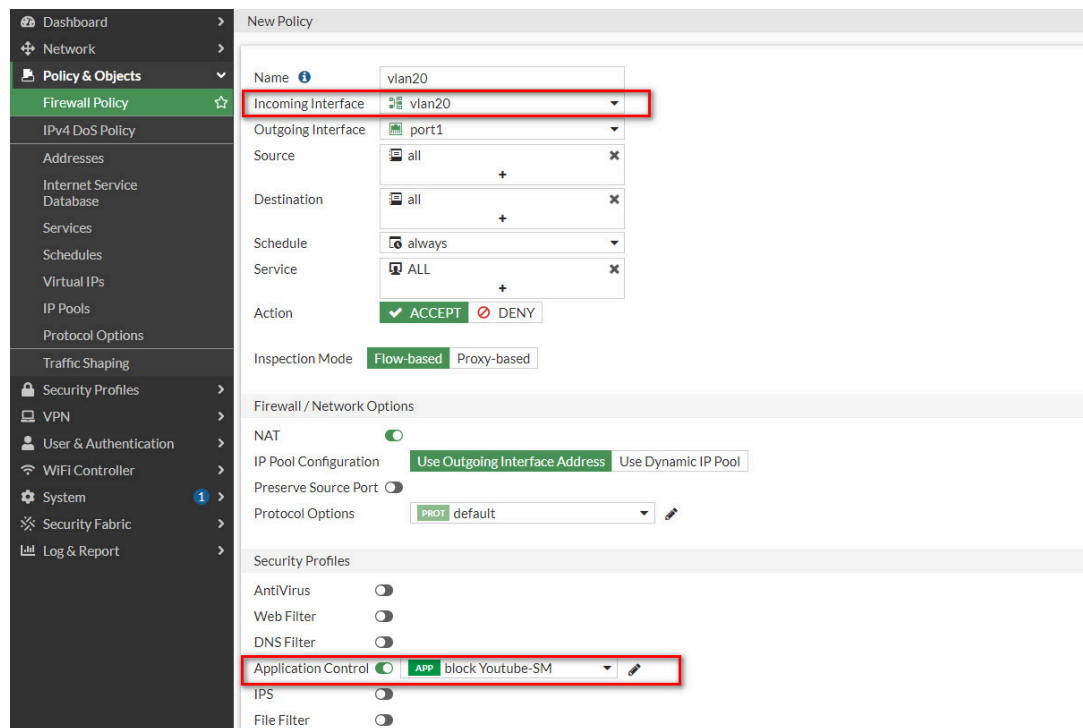 Dashboard
Network
Policy & Objects
Firewall Policy
IPv4 DoS Policy
Addresses
Internet Service
Database
Services
Schedules
Virtual IPs
IP Pools
Protocol Options
Traffic Shaping
Security Profiles
VPN
User & Authentication
WiFi Controller
System 1
Security Fabric
Log & Report
New Policy
Name vlan20
Incoming Interface vlan20
Outgoing Interface port1
Source all
+
Destination all
+
Schedule always
Service ALL
+
Action ACCEPT DENY
Inspection Mode Flow-based Proxy-based
Firewall / Network Options
NAT
IP Pool Configuration Use Outgoing Interface Address Use Dynamic IP Pool
Preserve Source Port
Protocol Options PROT default
Security Profiles
AntiVirus
Web Filter
DNS Filter
Application Control APP block Youtube-SM
IPS
File Filter